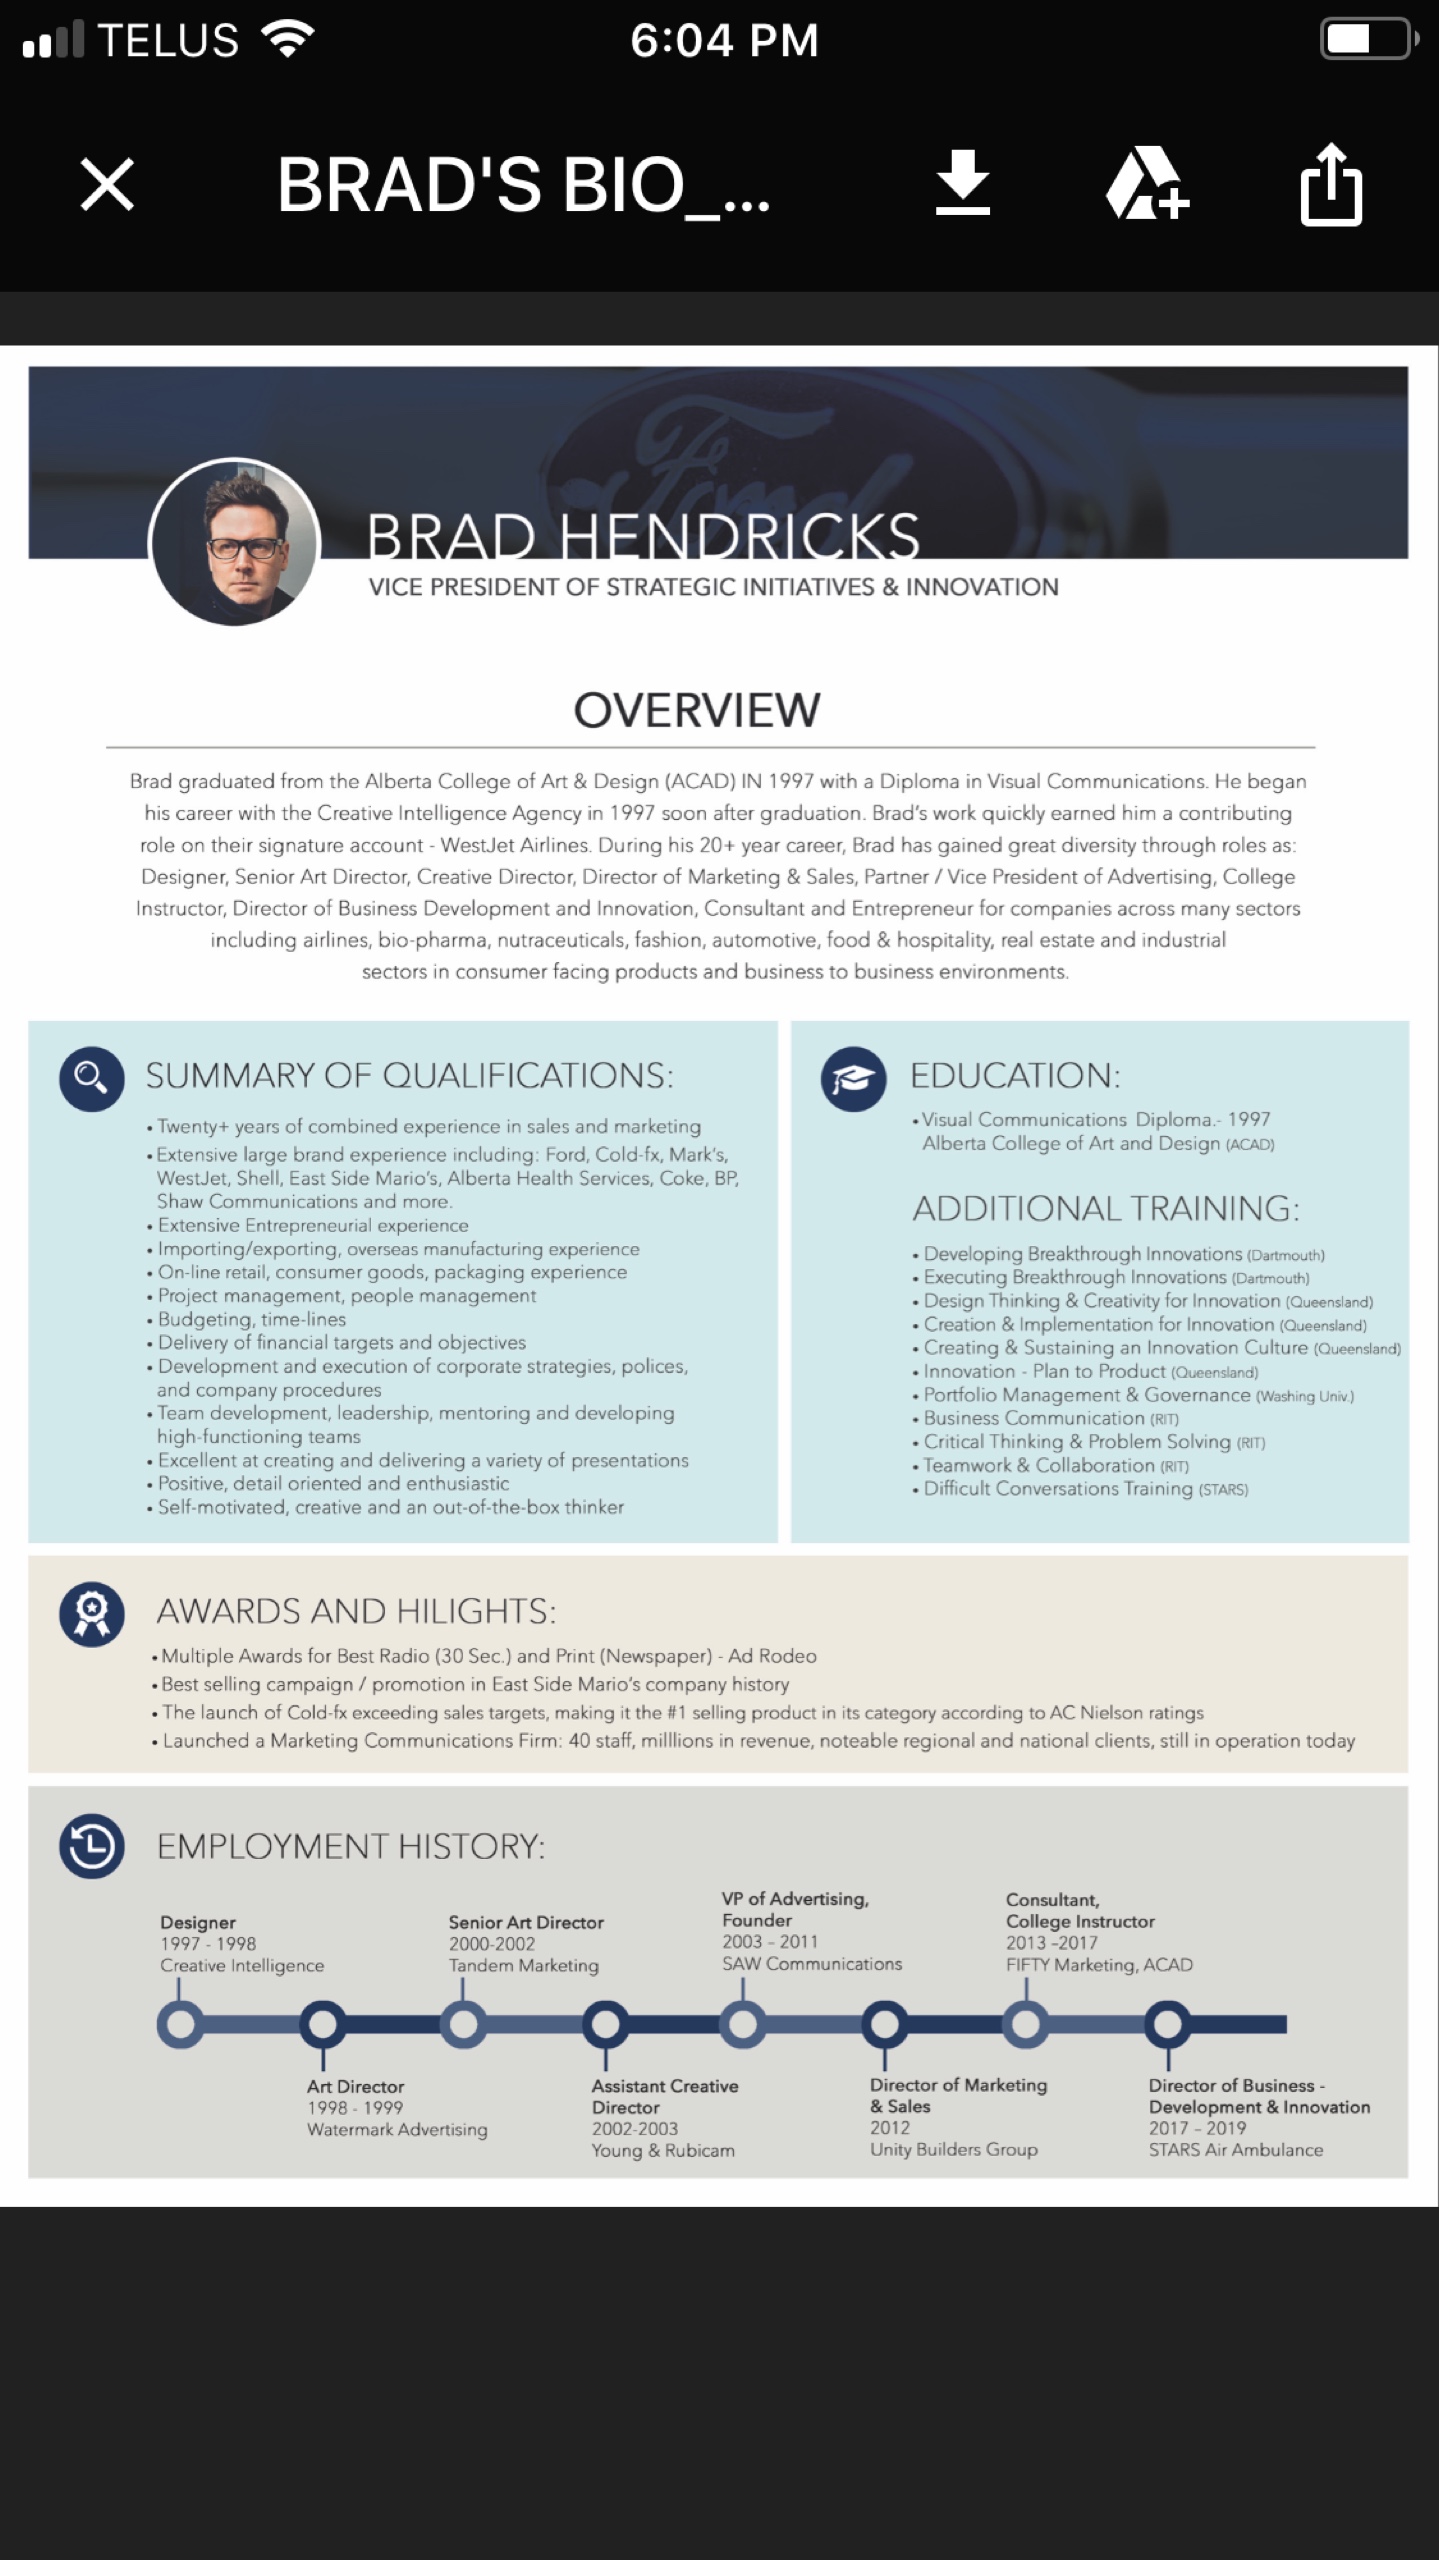 TELUS 6:04 PM
BRAD'S BIO_...
Ford
BRAD HENDRICKS
VICE PRESIDENT OF STRATEGIC INITIATIVES & INNOVATION
OVERVIEW
Brad graduated from the Alberta College of Art & Design (ACAD) IN 1997 with a Diploma in Visual Communications. He began
his career with the Creative Intelligence Agency in 1997 soon after graduation. Brad's work quickly earned him a contributing
role on their signature account - WestJet Airlines. During his 20+ year career, Brad has gained great diversity through roles as:
Designer, Senior Art Director, Creative Director, Director of Marketing & Sales, Partner / Vice President of Advertising, College
Instructor, Director of Business Development and Innovation, Consultant and Entrepreneur for companies across many sectors
including airlines, bio-pharma, nutraceuticals, fashion, automotive, food & hospitality, real estate and industrial
sectors in consumer facing products and business to business environments.
SUMMARY OF QUALIFICATIONS:
• Twenty+ years of combined experience in sales and marketing
• Extensive large brand experience including: Ford, Cold-fx, Mark's,
WestJet, Shell, East Side Mario's, Alberta Health Services, Coke, BP,
Shaw Communications and more.
• Extensive Entrepreneurial experience
• Importing/exporting, overseas manufacturing experience
• On-line retail, consumer goods, packaging experience
• Project management, people management
• Budgeting, time-lines
• Delivery of financial targets and objectives
• Development and execution of corporate strategies, polices,
and company procedures
• Team development, leadership, mentoring and developing
high-functioning teams
• Excellent at creating and delivering a variety of presentations
• Positive, detail oriented and enthusiastic
• Self-motivated, creative and an out-of-the-box thinker
EDUCATION:
• Visual Communications Diploma.- 1997
Alberta College of Art and Design (ACAD)
ADDITIONAL TRAINING:
• Developing Breakthrough Innovations (Dartmouth)
• Executing Breakthrough Innovations (Dartmouth)
• Design Thinking & Creativity for Innovation (Queensland)
• Creation & Implementation for Innovation (Queensland)
• Creating & Sustaining an Innovation Culture (Queensland)
• Innovation - Plan to Product (Queensland)
• Portfolio Management & Governance (Washing Univ.)
• Business Communication (RIT)
• Critical Thinking & Problem Solving (RIT)
• Teamwork & Collaboration (RIT)
• Difficult Conversations Training (STARS)
AWARDS AND HILIGHTS:
• Multiple Awards for Best Radio (30 Sec.) and Print (Newspaper) - Ad Rodeo
• Best selling campaign / promotion in East Side Mario's company history
• The launch of Cold-fx exceeding sales targets, making it the #1 selling product in its category according to AC Nielson ratings
• Launched a Marketing Communications Firm: 40 staff, milllions in revenue, noteable regional and national clients, still in operation today
EMPLOYMENT HISTORY:
Designer
1997 - 1998
Creative Intelligence
Senior Art Director
2000-2002
Tandem Marketing
VP of Advertising,
Founder
2003 - 2011
SAW Communications
Consultant,
College Instructor
2013 -2017
FIFTY Marketing, ACAD
Art Director
1998 - 1999
Watermark Advertising
Assistant Creative
Director
2002-2003
Young & Rubicam
Director of Marketing
& Sales
2012
Unity Builders Group
Director of Business -
Development & Innovation
2017 - 2019
STARS Air Ambulance